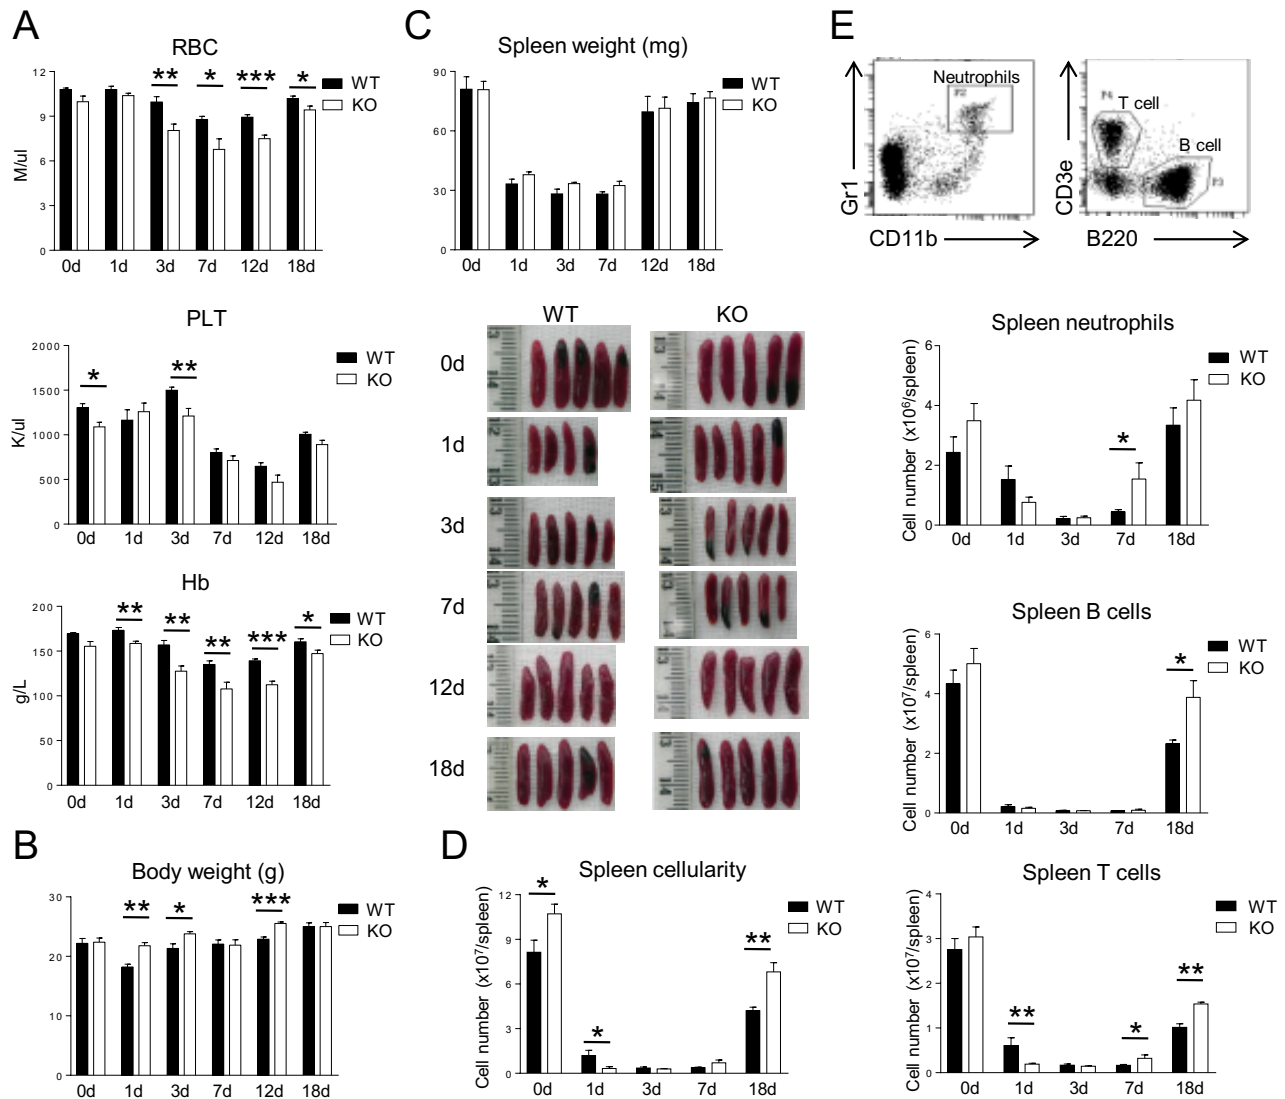 A
RBC
** * *** *
WT
KO
M/ul
12
9
6
3
0
0d 1d 3d 7d 12d 18d
PLT
* **
WT
KO
K/ul
2000
1500
1000
500
0
0d 1d 3d 7d 12d 18d
Hb
** ** ** *** *
WT
KO
g/L
200
150
100
50
0
0d 1d 3d 7d 12d 18d
B
Body weight (g)
** * ***
WT
KO
30
20
10
0
0d 1d 3d 7d 12d 18d
C
Spleen weight (mg)
WT
KO
90
60
30
0
0d 1d 3d 7d 12d 18d
WT KO
0d
1d
3d
7d
12d
18d
D
Spleen cellularity
* * **
WT
KO
Cell number (x10⁷/spleen)
12
9
6
3
0
0d 1d 3d 7d 18d
E
Neutrophils
P2
Gr1
CD11b
P4
T cell
B cell
P3
CD3e
B220
Spleen neutrophils
*
WT
KO
Cell number (x10⁶/spleen)
6
4
2
0
0d 1d 3d 7d 18d
Spleen B cells
*
WT
KO
Cell number (x10⁷/spleen)
6
4
2
0
0d 1d 3d 7d 18d
Spleen T cells
** * **
WT
KO
Cell number (x10⁷/spleen)
4
3
2
1
0
0d 1d 3d 7d 18d